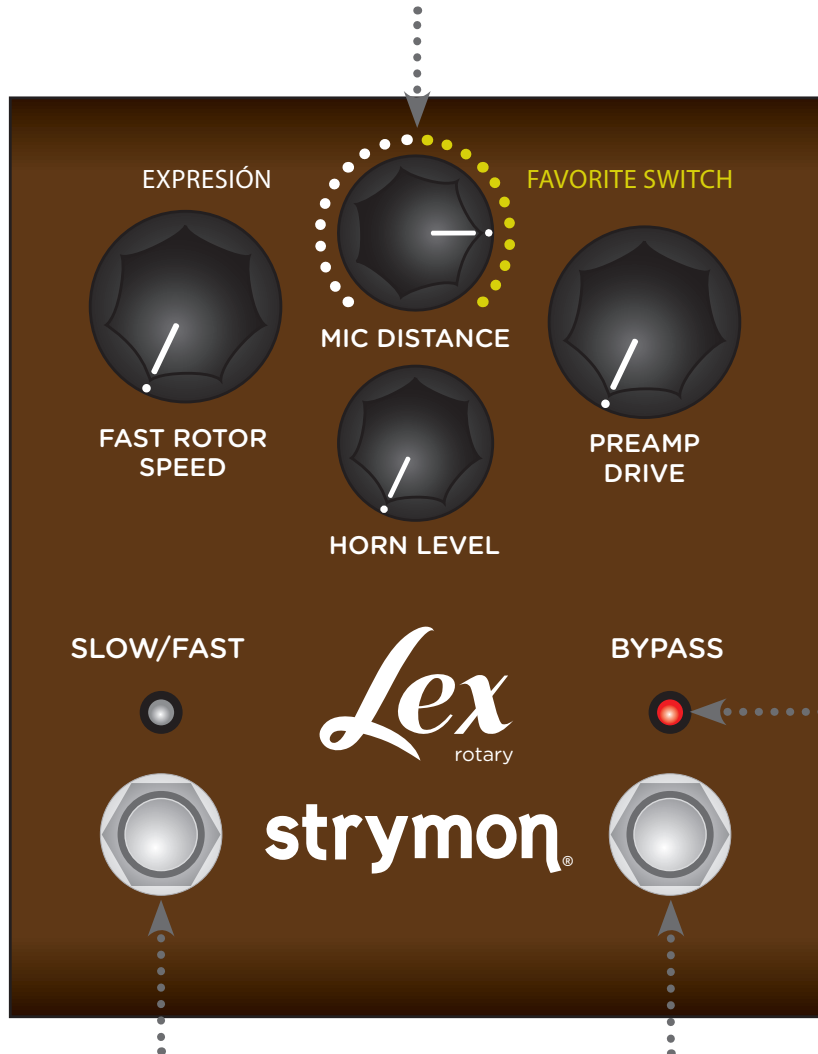 EXPRESIÓN
FAVORITE SWITCH
MIC DISTANCE
FAST ROTOR
SPEED
PREAMP
DRIVE
HORN LEVEL
SLOW/FAST
BYPASS
Lex
rotary
strymon®